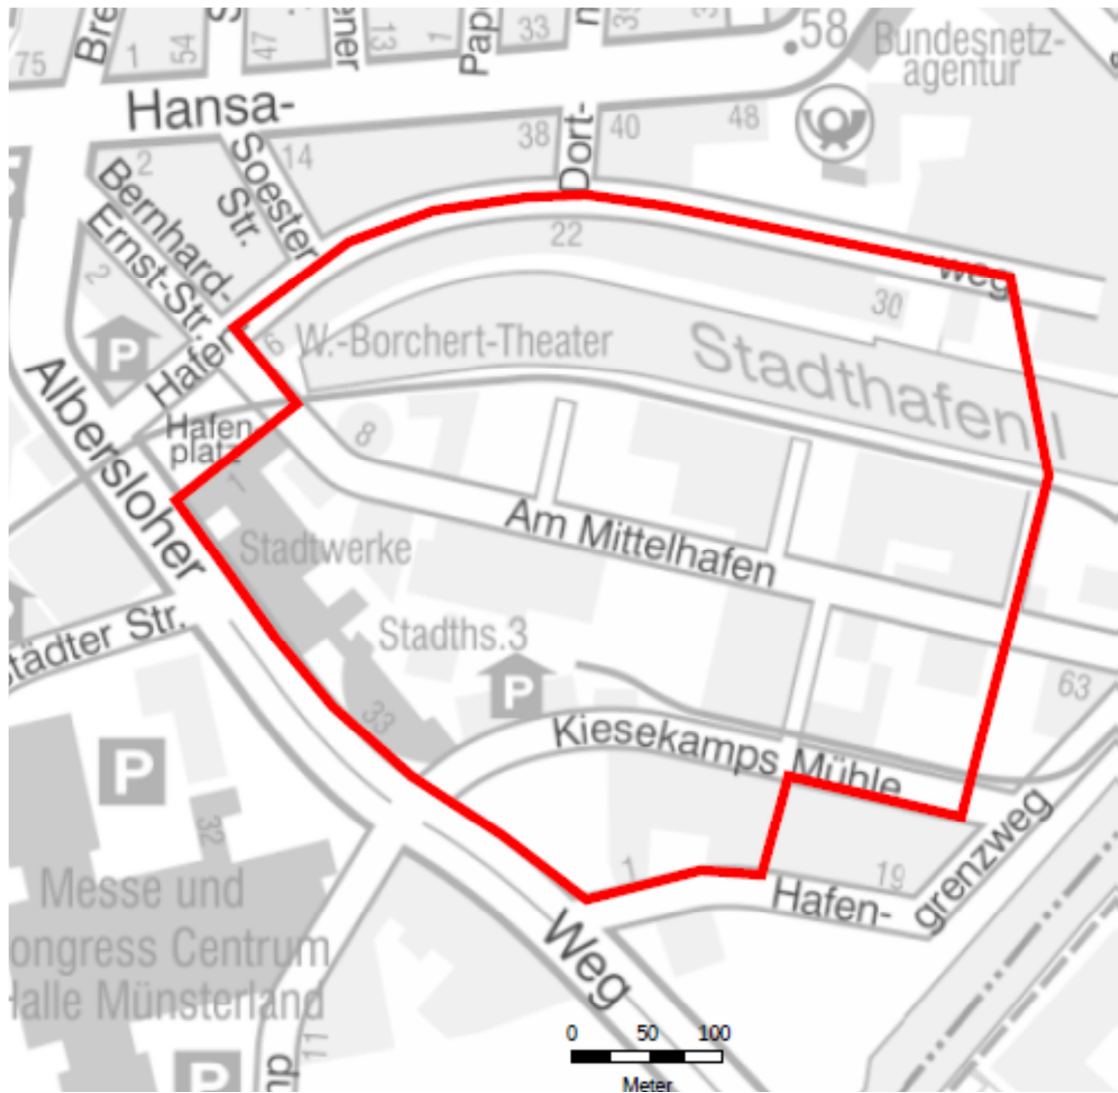 58
Bundesnetz-
agentur
75
Bre
1
54
S
47
ener
13
1
Pap
33
n
39
3
Hansa-
2
14
38
Dort-
40
48
Soester
Str.
Bernhard-
Ernst-Str.
2
P
22
weg
30
6
W.-Borchert-Theater
Stadthafen I
Hafen
Hafen
platz
8
1
Albersloher
Am Mittelhafen
Stadtwerke
Stadths.3
P
städter Str.
63
33
Kiesekamps Mühle
P
32
1
19
Hafen-
grenzweg
Messe und
ongress Centrum
Halle Münsterland
Weg
11
P
0 50 100
Meter